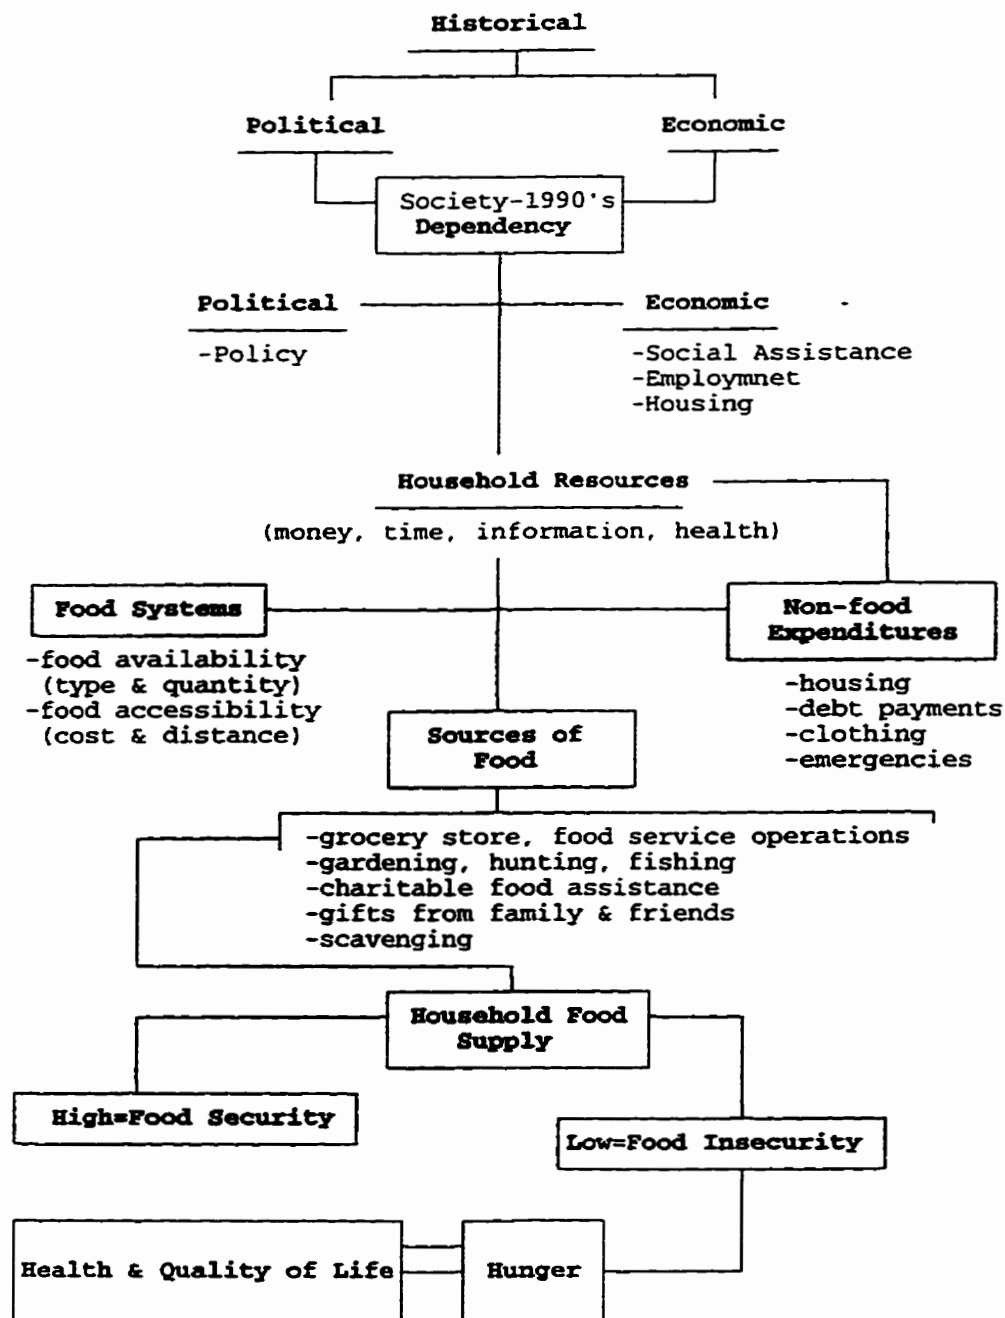 Historical
Political
Economic
Society-1990's
Dependency
Political
Economic
-Policy
-Social Assistance
-Employmnet
-Housing
Household Resources
(money, time, information, health)
Food Systems
Non-food
Expenditures
-food availability
(type & quantity)
-food accessibility
(cost & distance)
-housing
-debt payments
-clothing
-emergencies
Sources of
Food
-grocery store, food service operations
-gardening, hunting, fishing
-charitable food assistance
-gifts from family & friends
-scavenging
Household Food
Supply
High=Food Security
Low=Food Insecurity
Health & Quality of Life
Hunger